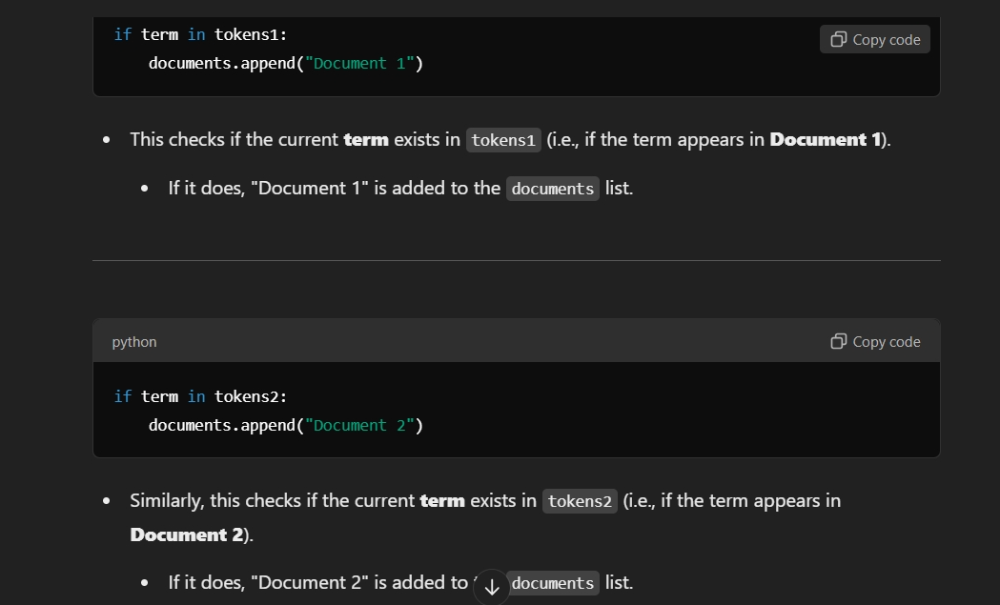 if term in tokens1:
Copy code
    documents.append("Document 1")
• This checks if the current term exists in tokens1 (i.e., if the term appears in Document 1).
• If it does, "Document 1" is added to the documents list.
python
Copy code
if term in tokens2:
    documents.append("Document 2")
• Similarly, this checks if the current term exists in tokens2 (i.e., if the term appears in
Document 2).
• If it does, "Document 2" is added to documents list.